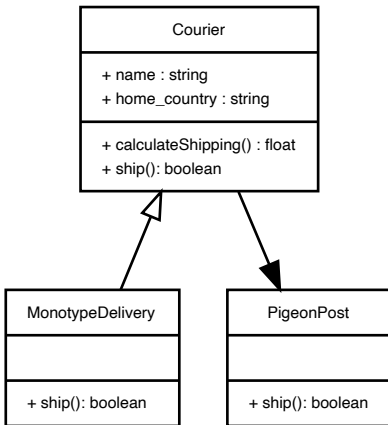 Courier
+ name : string
+ home_country : string
+ calculateShipping() : float
+ ship(): boolean
MonotypeDelivery
+ ship(): boolean
PigeonPost
+ ship(): boolean